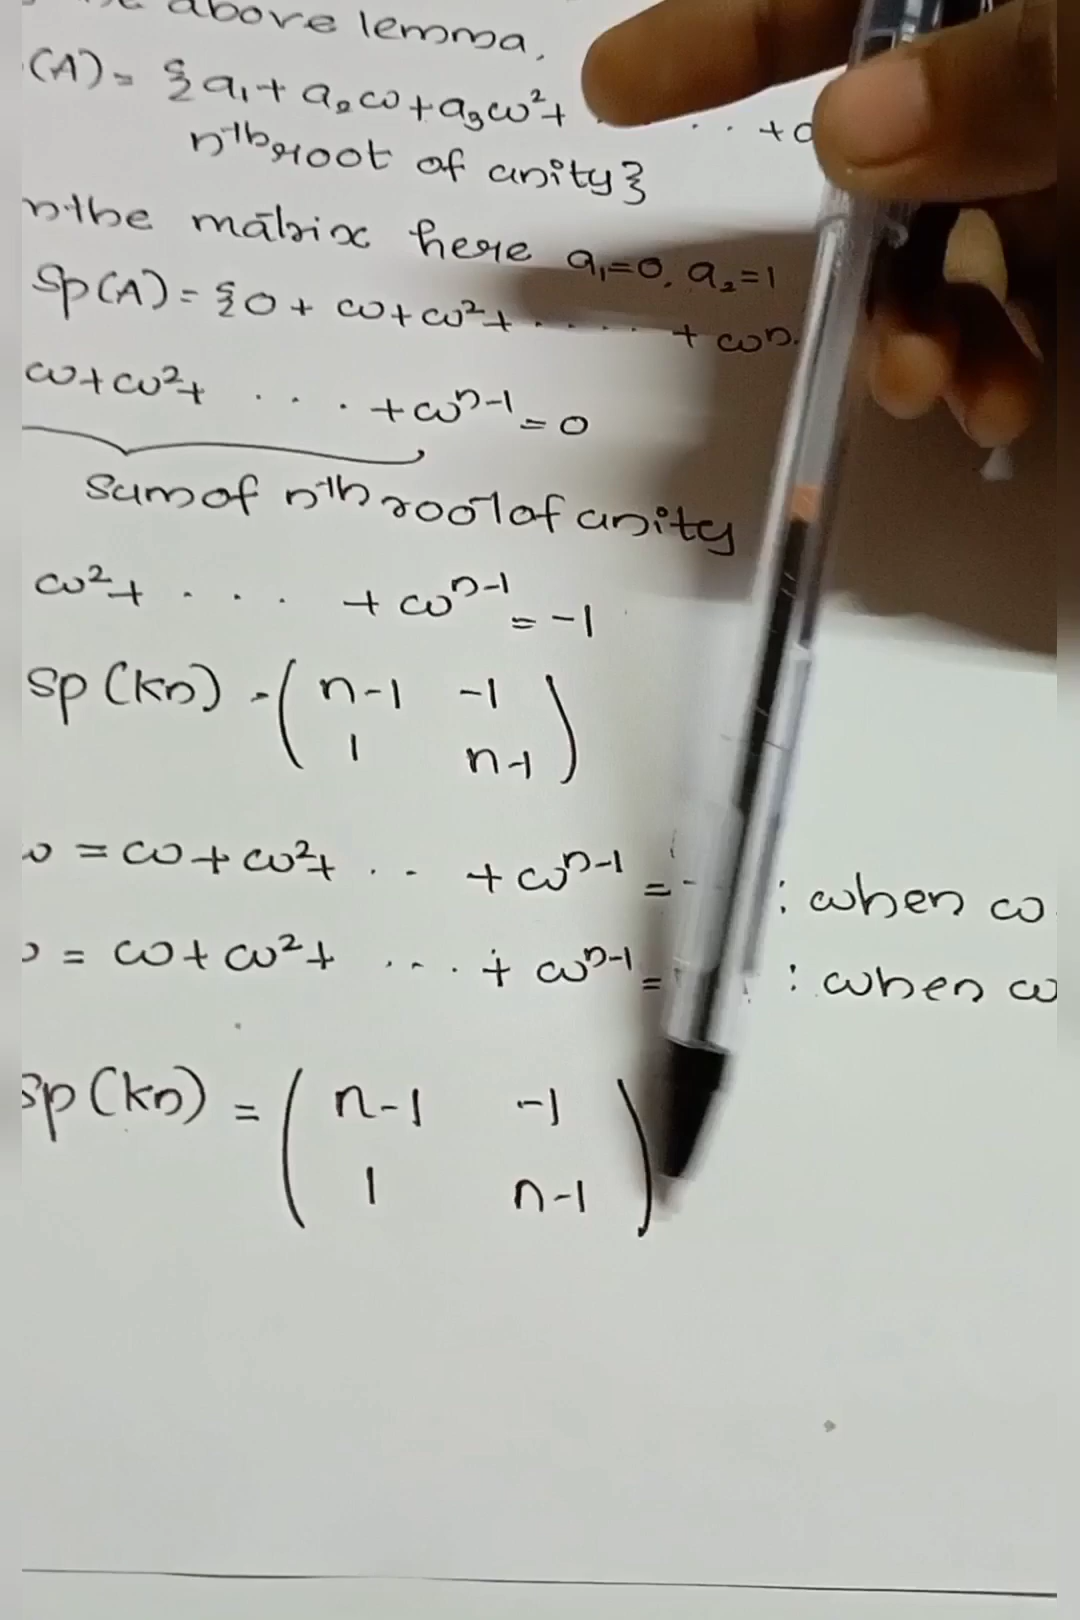 above lemma,
(A) = {a₁ + a₂ω + a₃ω² + . . . +
nth root of unity}
n the matrix here a₁=0, a₂=1
Sp(A) = {0 + ω + ω² + ..... + ωn.
ω + ω² + .... + ωⁿ⁻¹ = 0
Sum of nth root of unity
ω² + .... + ωⁿ⁻¹ = -1
Sp(Kn) = ( n-1 -1
1 n-1 )
= ω + ω² + ... + ωⁿ⁻¹ = : when ω
= ω + ω² + .... + ωⁿ⁻¹ = : when ω
Sp(Kn) = ( n-1 -1
1 n-1 )